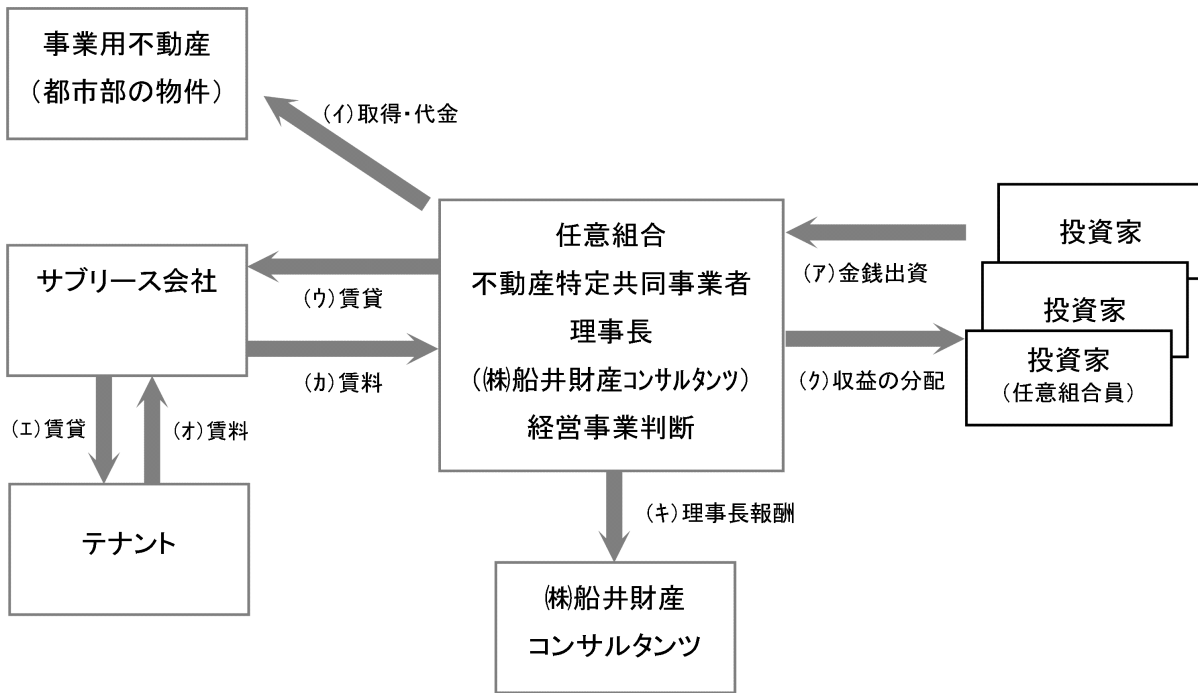 事業用不動産
（都市部の物件）
（イ）取得・代金
任意組合
不動産特定共同事業者
理事長
（㈱船井財産コンサルタンツ）
経営事業判断
投資家
投資家
投資家
（任意組合員）
（ア）金銭出資
（ク）収益の分配
サブリース会社
（ウ）賃貸
（カ）賃料
（エ）賃貸
（オ）賃料
テナント
（キ）理事長報酬
㈱船井財産
コンサルタンツ